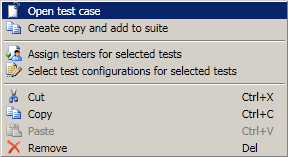 Open test case
Create copy and add to suite
Assign testers for selected tests
Select test configurations for selected tests
Cut Ctrl+X
Copy Ctrl+C
Paste Ctrl+V
Remove Del